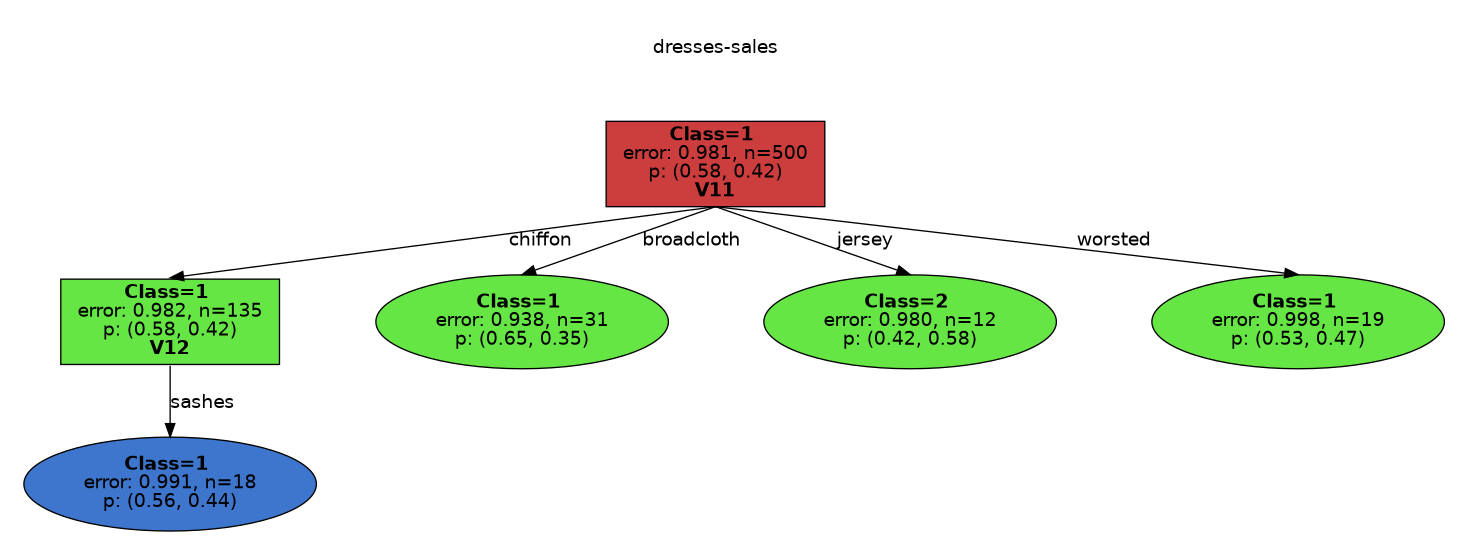 dresses-sales
Class=1
error: 0.981, n=500
p: (0.58, 0.42)
V11
chiffon
broadcloth
jersey
worsted
Class=1
error: 0.982, n=135
p: (0.58, 0.42)
V12
Class=1
error: 0.938, n=31
p: (0.65, 0.35)
Class=2
error: 0.980, n=12
p: (0.42, 0.58)
Class=1
error: 0.998, n=19
p: (0.53, 0.47)
sashes
Class=1
error: 0.991, n=18
p: (0.56, 0.44)